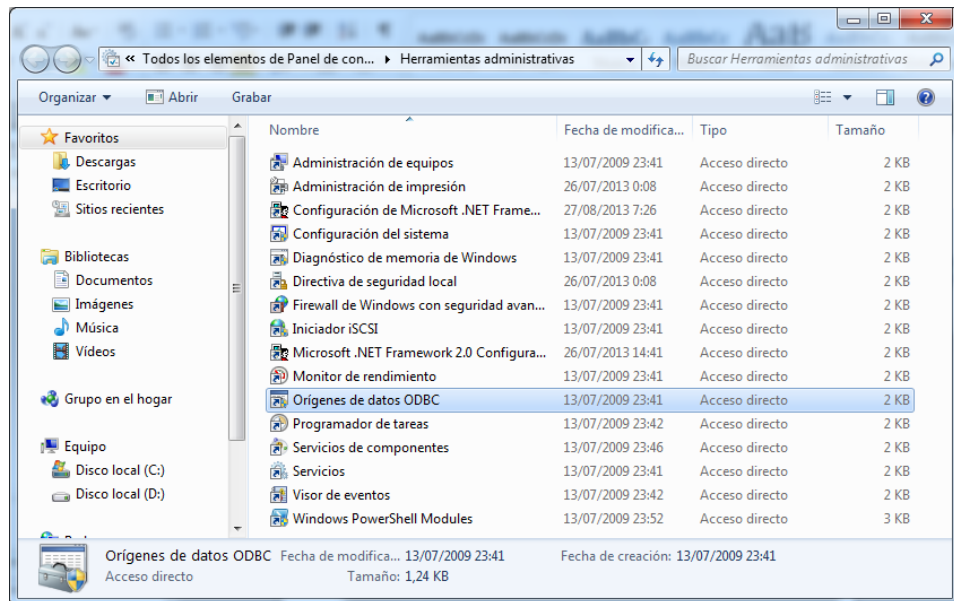 « Todos los elementos de Panel de con... ▸ Herramientas administrativas
Buscar Herramientas administrativas
Organizar Abrir Grabar
Favoritos
Descargas
Escritorio
Sitios recientes
Bibliotecas
Documentos
Imágenes
Música
Vídeos
Grupo en el hogar
Equipo
Disco local (C:)
Disco local (D:)
Nombre Fecha de modifica... Tipo Tamaño
Administración de equipos 13/07/2009 23:41 Acceso directo 2 KB
Administración de impresión 26/07/2013 0:08 Acceso directo 2 KB
Configuración de Microsoft .NET Frame... 27/08/2013 7:26 Acceso directo 2 KB
Configuración del sistema 13/07/2009 23:41 Acceso directo 2 KB
Diagnóstico de memoria de Windows 13/07/2009 23:41 Acceso directo 2 KB
Directiva de seguridad local 26/07/2013 0:08 Acceso directo 2 KB
Firewall de Windows con seguridad avan... 13/07/2009 23:41 Acceso directo 2 KB
Iniciador iSCSI 13/07/2009 23:41 Acceso directo 2 KB
Microsoft .NET Framework 2.0 Configura... 26/07/2013 14:41 Acceso directo 2 KB
Monitor de rendimiento 13/07/2009 23:41 Acceso directo 2 KB
Orígenes de datos ODBC 13/07/2009 23:41 Acceso directo 2 KB
Programador de tareas 13/07/2009 23:42 Acceso directo 2 KB
Servicios de componentes 13/07/2009 23:46 Acceso directo 2 KB
Servicios 13/07/2009 23:41 Acceso directo 2 KB
Visor de eventos 13/07/2009 23:42 Acceso directo 2 KB
Windows PowerShell Modules 13/07/2009 23:52 Acceso directo 3 KB
Orígenes de datos ODBC Fecha de modifica... 13/07/2009 23:41 Fecha de creación: 13/07/2009 23:41
Acceso directo Tamaño: 1,24 KB